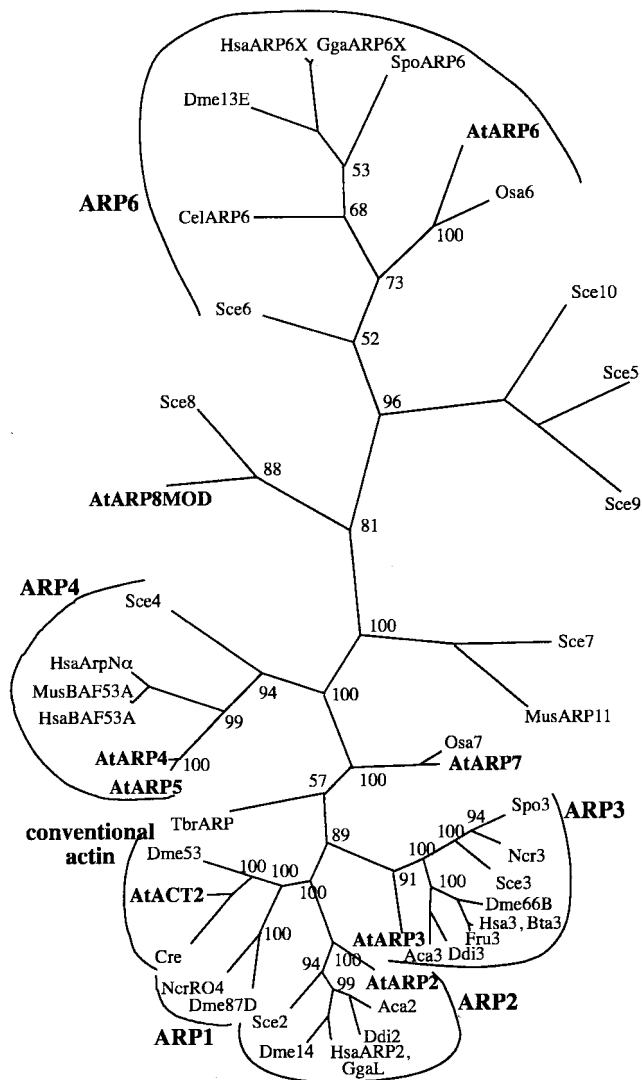 HsaARP6X GgaARP6X
SpoARP6
Dme13E
AtARP6
53
ARP6
Osa6
CelARP6
68
100
73
Sce10
Sce6
52
Sce5
Sce8
96
88
AtARP8MOD
Sce9
81
ARP4
Sce4
100
Sce7
HsaArpNα
94
100
MusBAF53A
MusARP11
HsaBAF53A
99
Osa7
AtARP4
100
AtARP7
AtARP5
57
100
ARP3
TbrARP
94
Spo3
conventional
actin
89
100
Ncr3
Dme53
100
100
100
Sce3
AtACT2
100
91
100
Dme66B
Hsa3, Bta3
100
AtARP3
Fru3
Cre
Aca3
Ddi3
NcrRO4
94
100
AtARP2
Dme87D
99
ARP2
ARP1
Sce2
Aca2
Ddi2
Dme14
HsaARP2,
GgaL